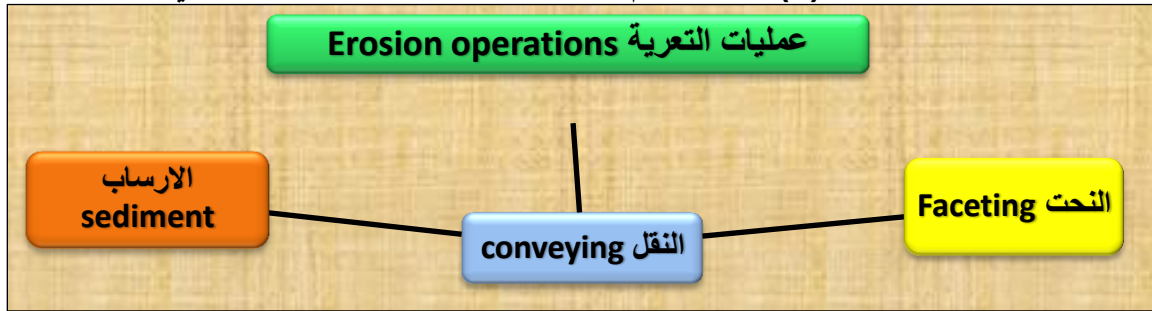 عمليات التعرية Erosion operations
النحت Faceting
النقل conveying
الارساب
sediment